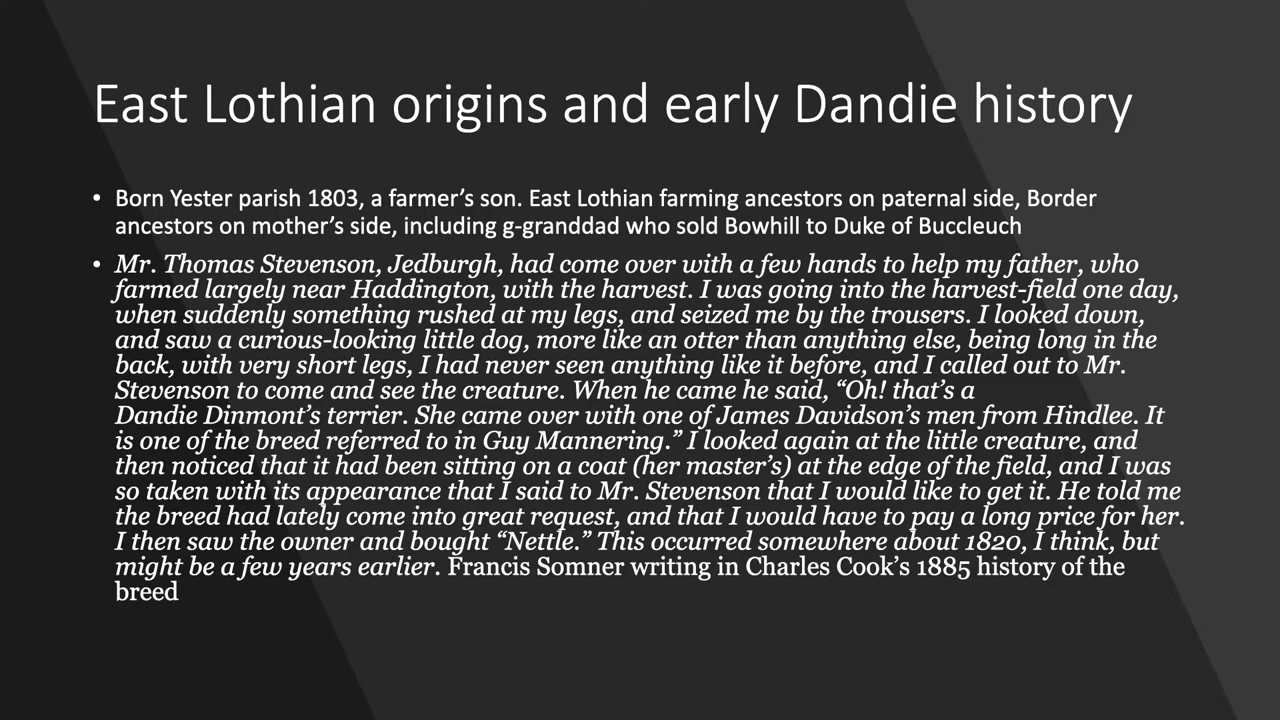 East Lothian origins and early Dandie history
• Born Yester parish 1803, a farmer’s son. East Lothian farming ancestors on paternal side, Border
ancestors on mother’s side, including g-granddad who sold Bowhill to Duke of Buccleuch
• Mr. Thomas Stevenson, Jedburgh, had come over with a few hands to help my father, who
farmed largely near Haddington, with the harvest. I was going into the harvest-field one day,
when suddenly something rushed at my legs, and seized me by the trousers. I looked down,
and saw a curious-looking little dog, more like an otter than anything else, being long in the
back, with very short legs, I had never seen anything like it before, and I called out to Mr.
Stevenson to come and see the creature. When he came he said, “Oh! that’s a
Dandie Dinmont’s terrier. She came over with one of James Davidson’s men from Hindlee. It
is one of the breed referred to in Guy Mannering.” I looked again at the little creature, and
then noticed that it had been sitting on a coat (her master’s) at the edge of the field, and I was
so taken with its appearance that I said to Mr. Stevenson that I would like to get it. He told me
the breed had lately come into great request, and that I would have to pay a long price for her.
I then saw the owner and bought “Nettle.” This occurred somewhere about 1820, I think, but
might be a few years earlier. Francis Somner writing in Charles Cook’s 1885 history of the
breed